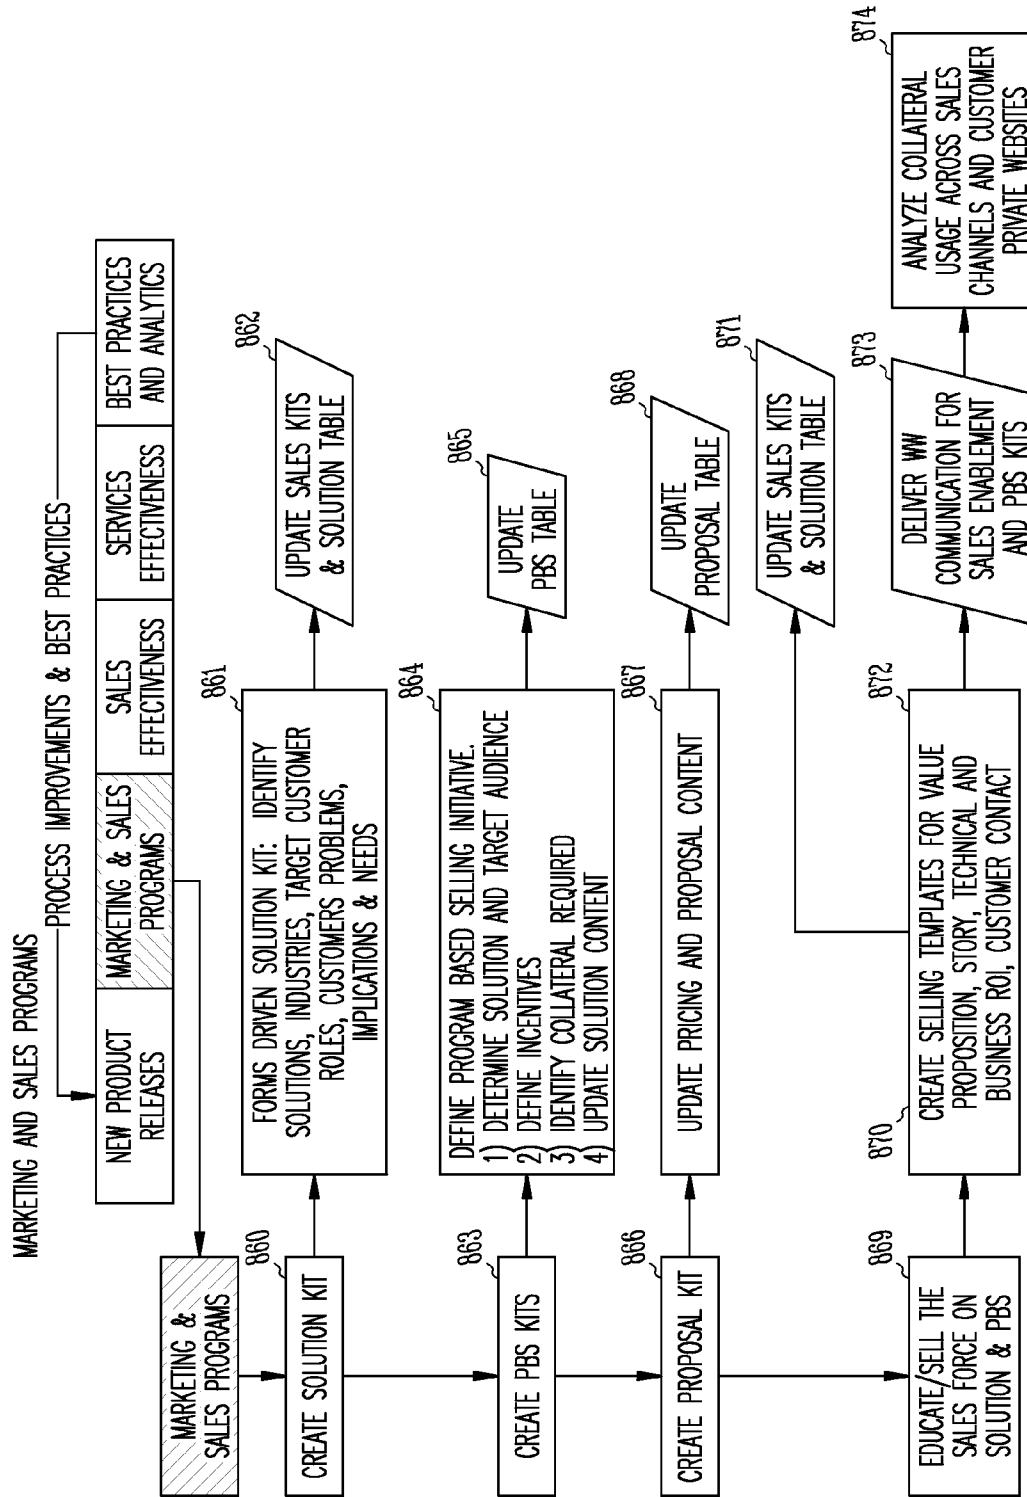 MARKETING AND SALES PROGRAMS
PROCESS IMPROVEMENTS & BEST PRACTICES
NEW PRODUCT
RELEASES
MARKETING & SALES
PROGRAMS
SALES
EFFECTIVENESS
SERVICES
EFFECTIVENESS
BEST PRACTICES
AND ANALYTICS
MARKETING &
SALES PROGRAMS
860
CREATE SOLUTION KIT
861
FORMS DRIVEN SOLUTION KIT: IDENTIFY
SOLUTIONS, INDUSTRIES, TARGET CUSTOMER
ROLES, CUSTOMERS PROBLEMS,
IMPLICATIONS & NEEDS
862
UPDATE SALES KITS
& SOLUTION TABLE
863
CREATE PBS KITS
864
DEFINE PROGRAM BASED SELLING INITIATIVE.
1) DETERMINE SOLUTION AND TARGET AUDIENCE
2) DEFINE INCENTIVES
3) IDENTIFY COLLATERAL REQUIRED
4) UPDATE SOLUTION CONTENT
865
UPDATE
PBS TABLE
866
CREATE PROPOSAL KIT
867
UPDATE PRICING AND PROPOSAL CONTENT
868
UPDATE
PROPOSAL TABLE
869
EDUCATE/SELL THE
SALES FORCE ON
SOLUTION & PBS
870
872
CREATE SELLING TEMPLATES FOR VALUE
PROPOSITION, STORY, TECHNICAL AND
BUSINESS ROI, CUSTOMER CONTACT
871
UPDATE SALES KITS
& SOLUTION TABLE
873
DELIVER WW
COMMUNICATION FOR
SALES ENABLEMENT
AND PBS KITS
874
ANALYZE COLLATERAL
USAGE ACROSS SALES
CHANNELS AND CUSTOMER
PRIVATE WEBSITES